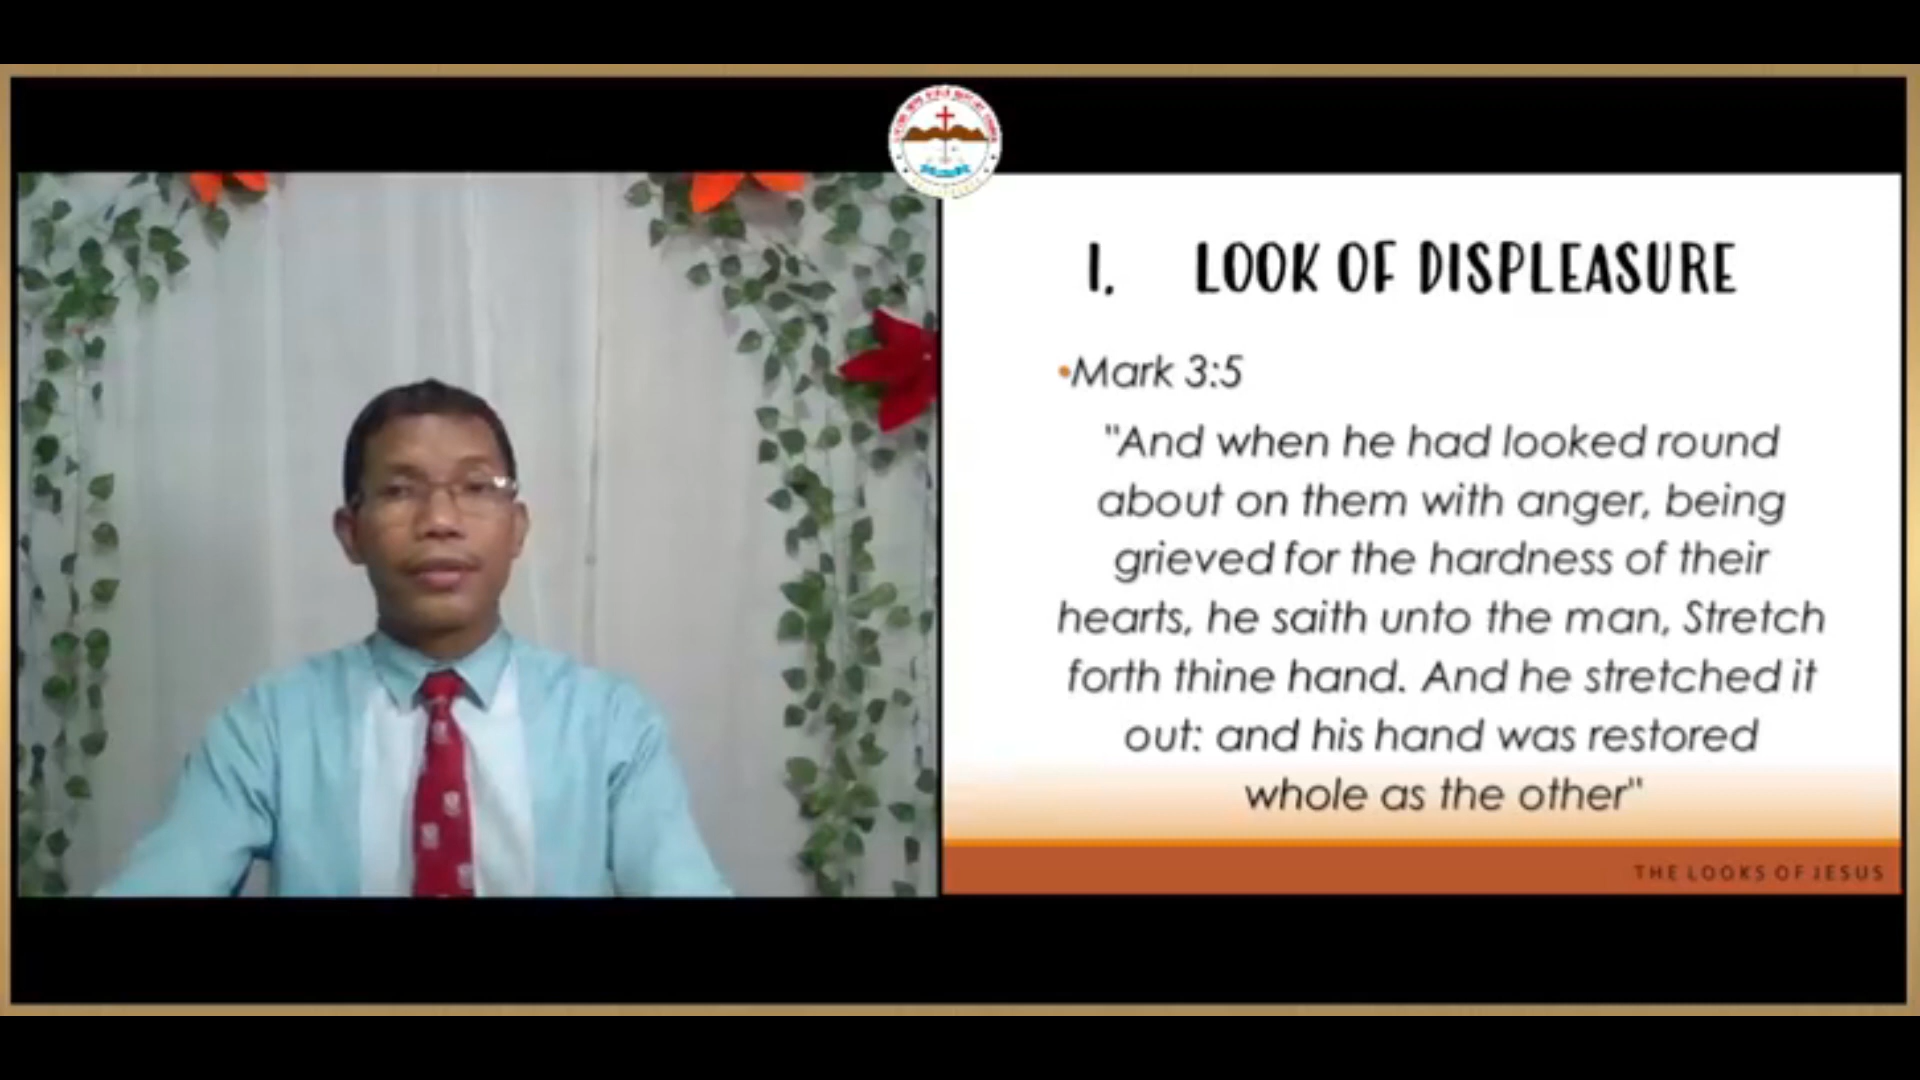 I. LOOK OF DISPLEASURE
•Mark 3:5
"And when he had looked round
about on them with anger, being
grieved for the hardness of their
hearts, he saith unto the man, Stretch
forth thine hand. And he stretched it
out: and his hand was restored
whole as the other"
THE LOOKS OF JESUS